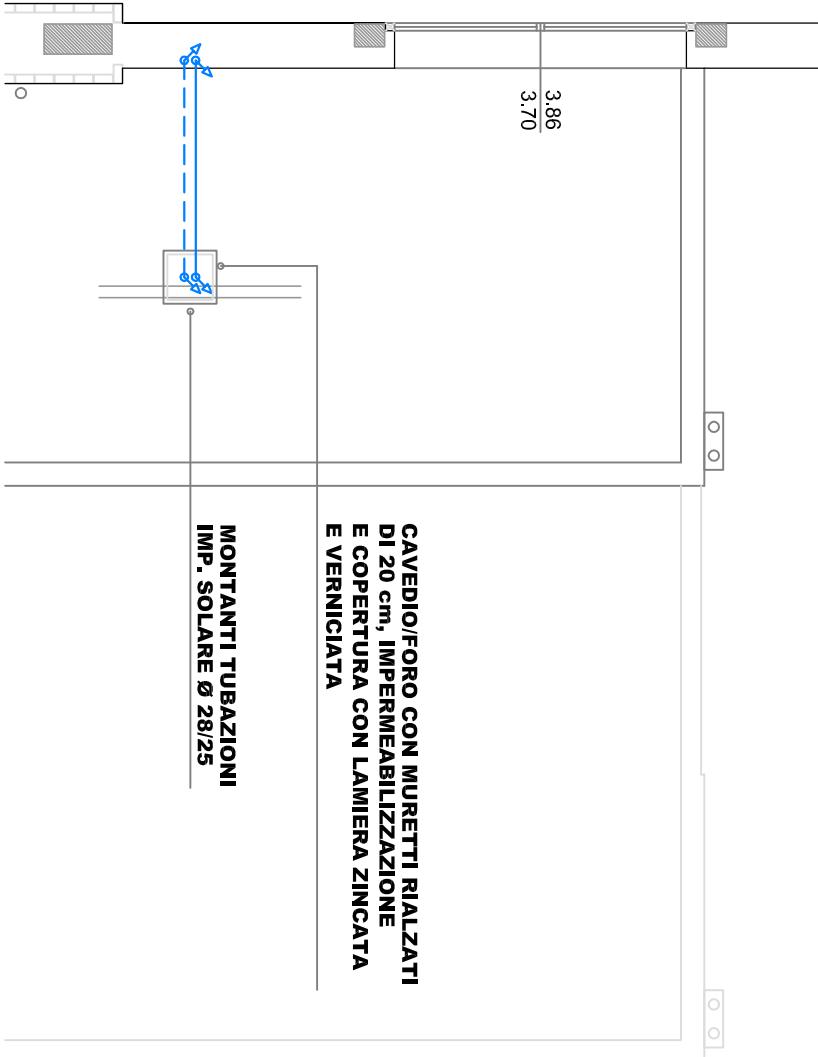 3.86
3.70
CAVEDIO/FORO CON MURETTI RIALZATI
DI 20 cm, IMPERMEABILIZZAZIONE
E COPERTURA CON LAMIERA ZINCATA
E VERNICIATA
MONTANTI TUBAZIONI
IMP. SOLARE Ø 28/25